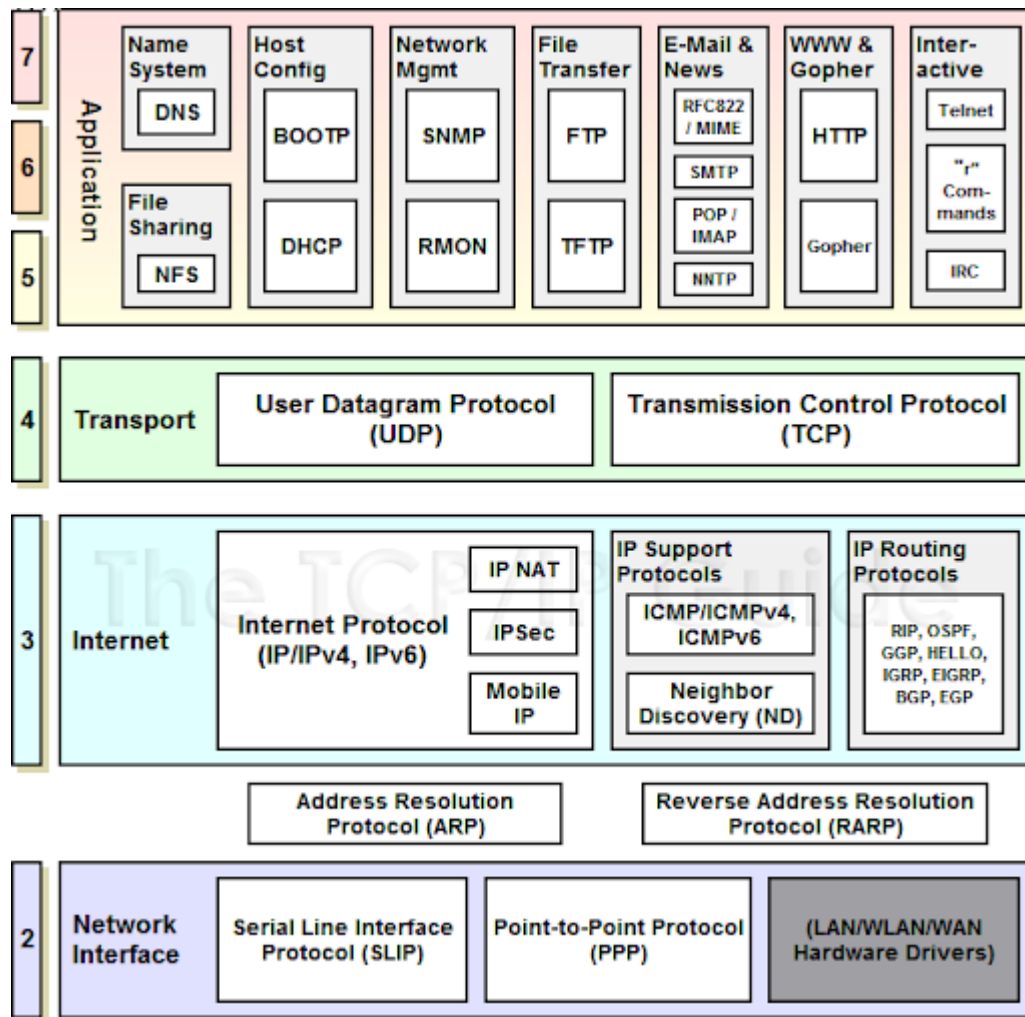 7
6
5
Application
Name
System
DNS
File
Sharing
NFS
Host
Config
BOOTP
DHCP
Network
Mgmt
SNMP
RMON
File
Transfer
FTP
TFTP
E-Mail &
News
RFC822
/ MIME
SMTP
POP /
IMAP
NNTP
WWW &
Gopher
HTTP
Gopher
Inter-
active
Telnet
"r"
Com-
mands
IRC
4
Transport
User Datagram Protocol
(UDP)
Transmission Control Protocol
(TCP)
The TCP/IP Guide
3
Internet
Internet Protocol
(IP/IPv4, IPv6)
IP NAT
IPSec
Mobile
IP
IP Support
Protocols
ICMP/ICMPv4,
ICMPv6
Neighbor
Discovery (ND)
IP Routing
Protocols
RIP, OSPF,
GGP, HELLO,
IGRP, EIGRP,
BGP, EGP
Address Resolution
Protocol (ARP)
Reverse Address Resolution
Protocol (RARP)
2
Network
Interface
Serial Line Interface
Protocol (SLIP)
Point-to-Point Protocol
(PPP)
(LAN/WLAN/WAN
Hardware Drivers)